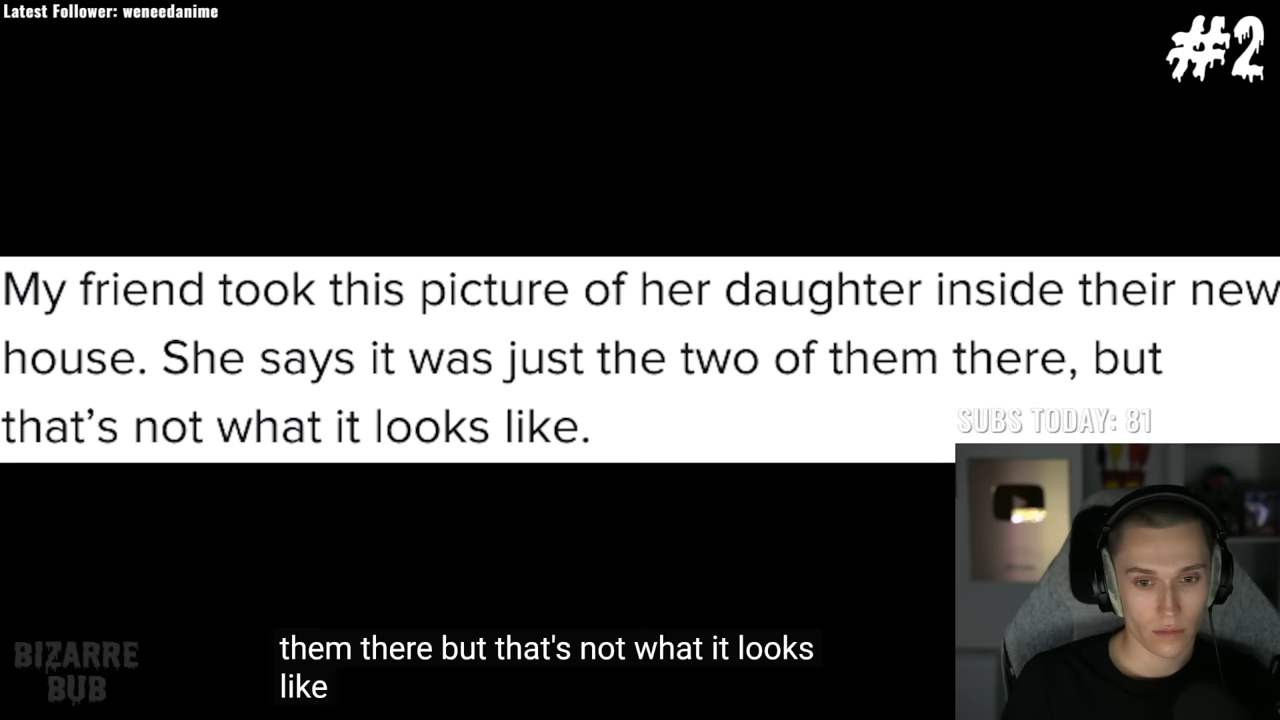 Latest Follower: weneedanime
#2
My friend took this picture of her daughter inside their new
house. She says it was just the two of them there, but
that’s not what it looks like.
SUBS TODAY: 81
BIZARRE
BUB
them there but that's not what it looks
like